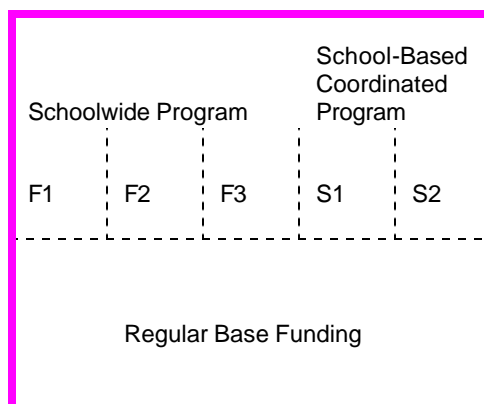 School-Based
Coordinated
Schoolwide Program Program
F1 F2 F3 S1 S2
Regular Base Funding